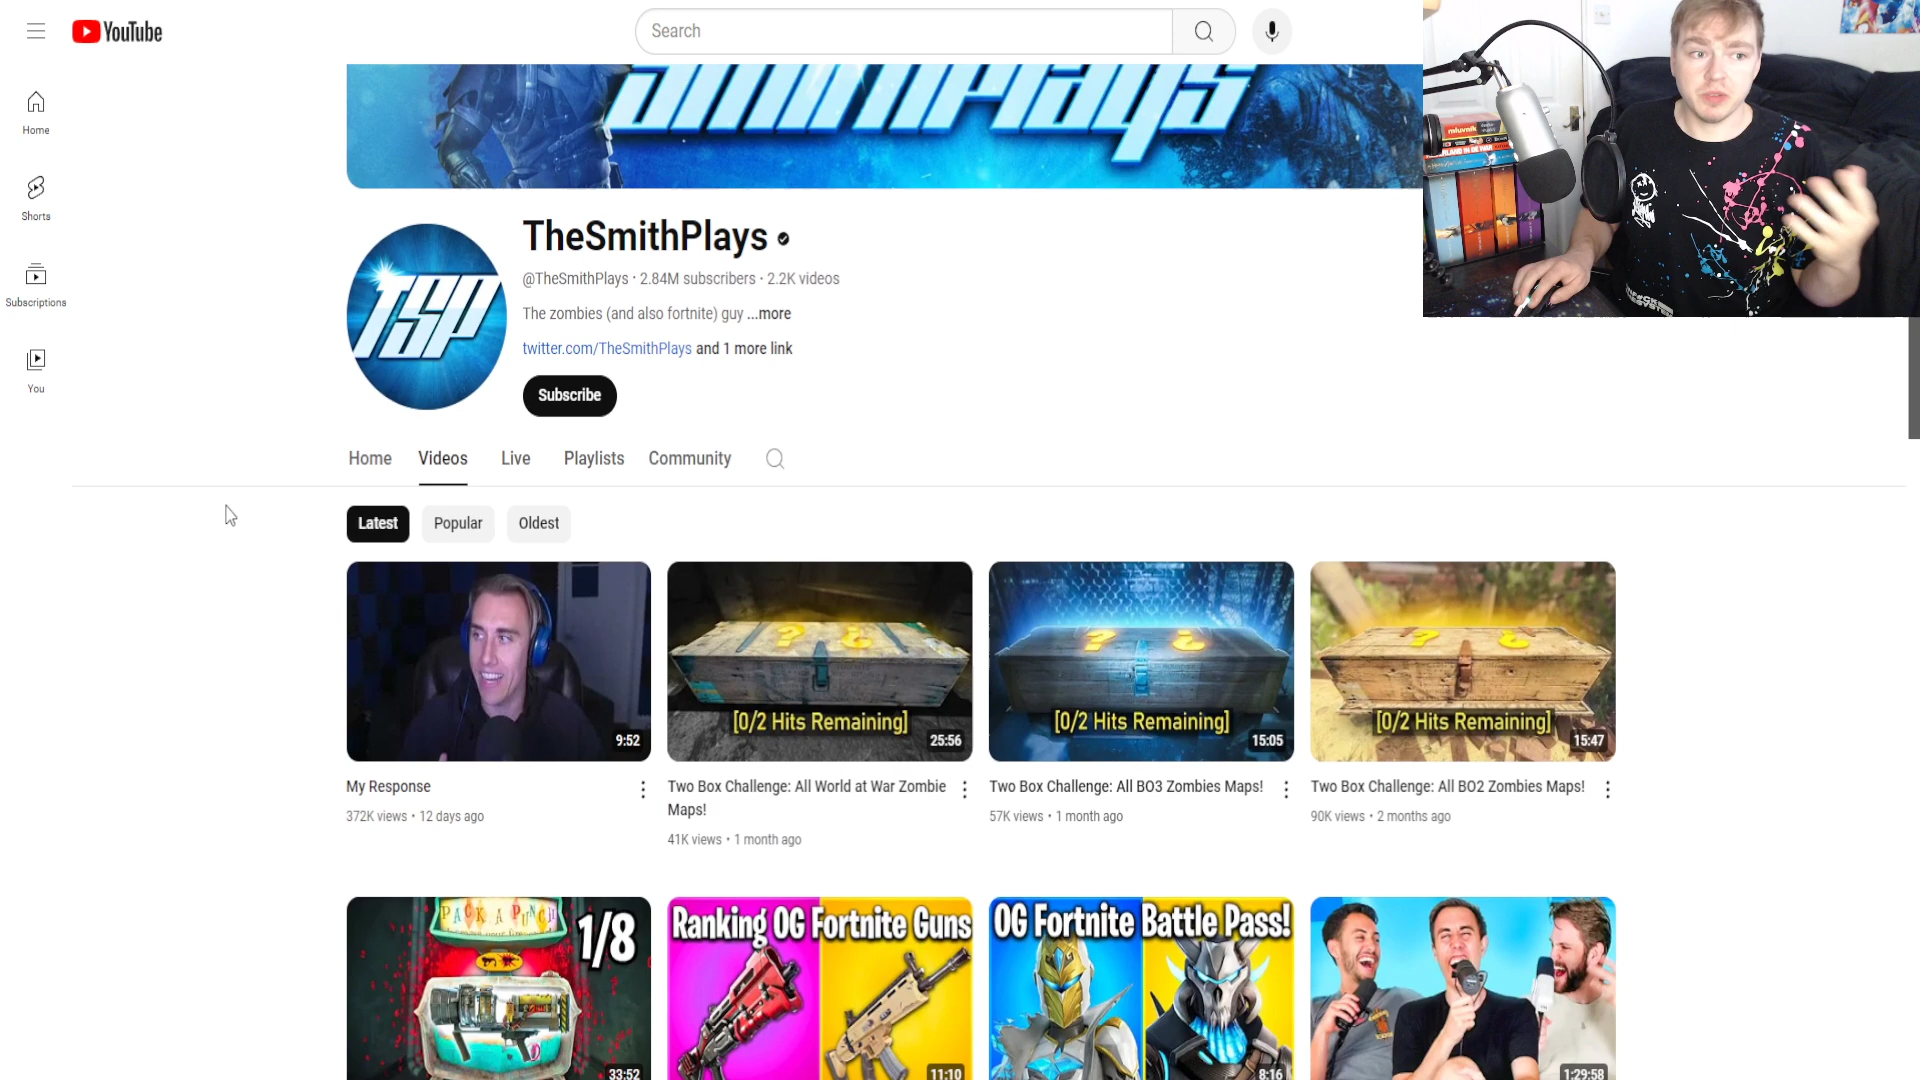 YouTube
Search
Home
Shorts
Subscriptions
You
TheSmithPlays
@TheSmithPlays · 2.84M subscribers · 2.2K videos
The zombies (and also fortnite) guy ...more
twitter.com/TheSmithPlays and 1 more link
Subscribe
TSP
Home Videos Live Playlists Community
Latest Popular Oldest
9:52
[0/2 Hits Remaining]
25:56
[0/2 Hits Remaining]
15:05
[0/2 Hits Remaining]
15:47
My Response
372K views • 12 days ago
Two Box Challenge: All World at War Zombie
Maps!
41K views • 1 month ago
Two Box Challenge: All BO3 Zombies Maps!
57K views • 1 month ago
Two Box Challenge: All BO2 Zombies Maps!
90K views • 2 months ago
PACK A PUNCH
1/8
33:52
Ranking OG Fortnite Guns
11:10
OG Fortnite Battle Pass!
8:16
1:29:58